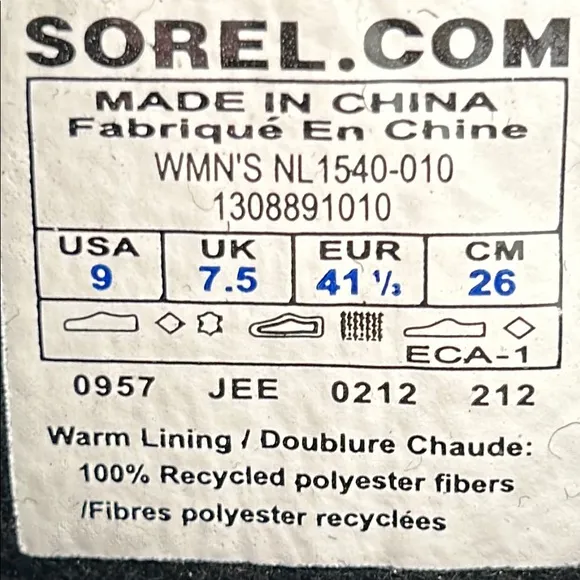 SOREL.COM
MADE IN CHINA
Fabriqué En Chine
WMN'S NL1540-010
1308891010
USA UK EUR CM
9 7.5 41 1/3 26
ECA-1
0957 JEE 0212 212
Warm Lining / Doublure Chaude:
100% Recycled polyester fibers
/Fibres polyester recyclées